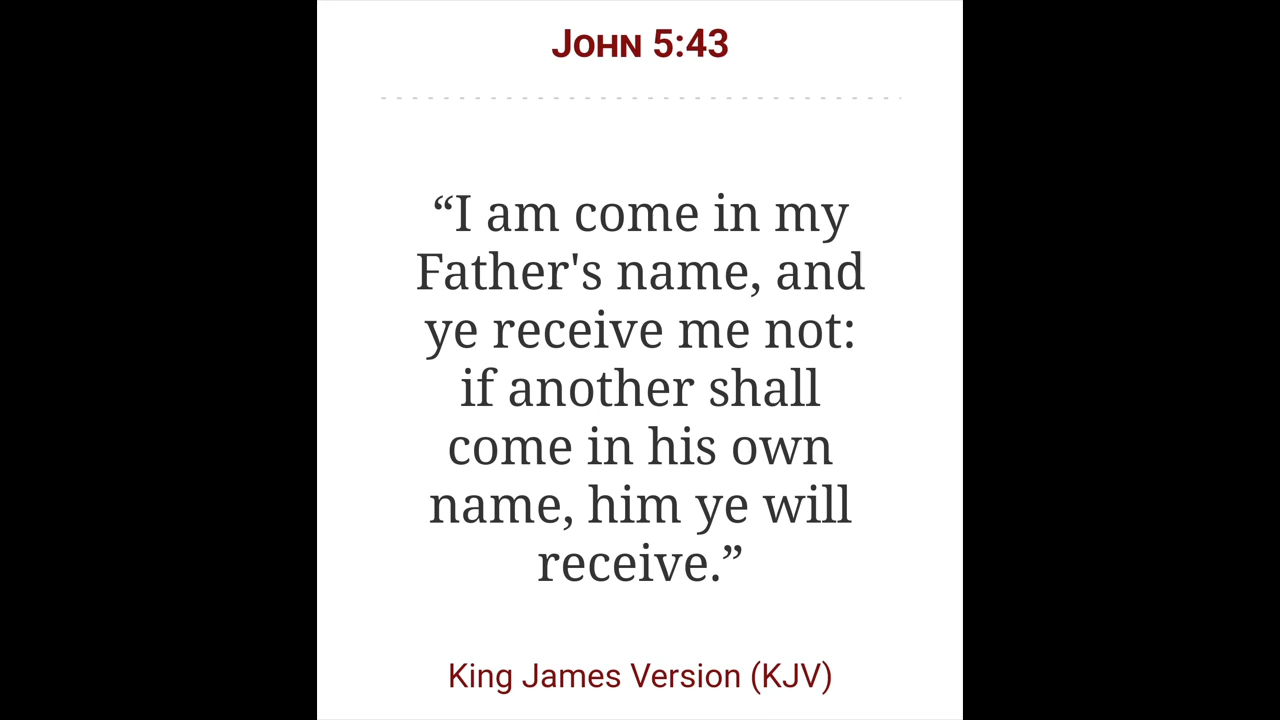 John 5:43
“I am come in my
Father's name, and
ye receive me not:
if another shall
come in his own
name, him ye will
receive.”
King James Version (KJV)